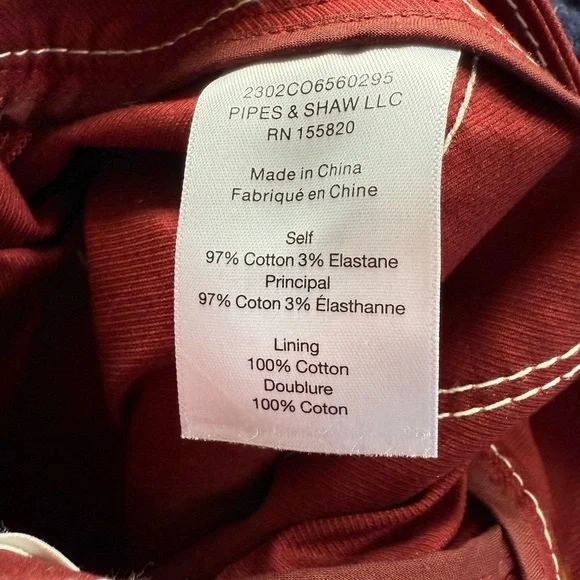 2302CO6560295
PIPES & SHAW LLC
RN 155820
Made in China
Fabriqué en Chine
Self
97% Cotton 3% Elastane
Principal
97% Coton 3% Élasthanne
Lining
100% Cotton
Doublure
100% Coton